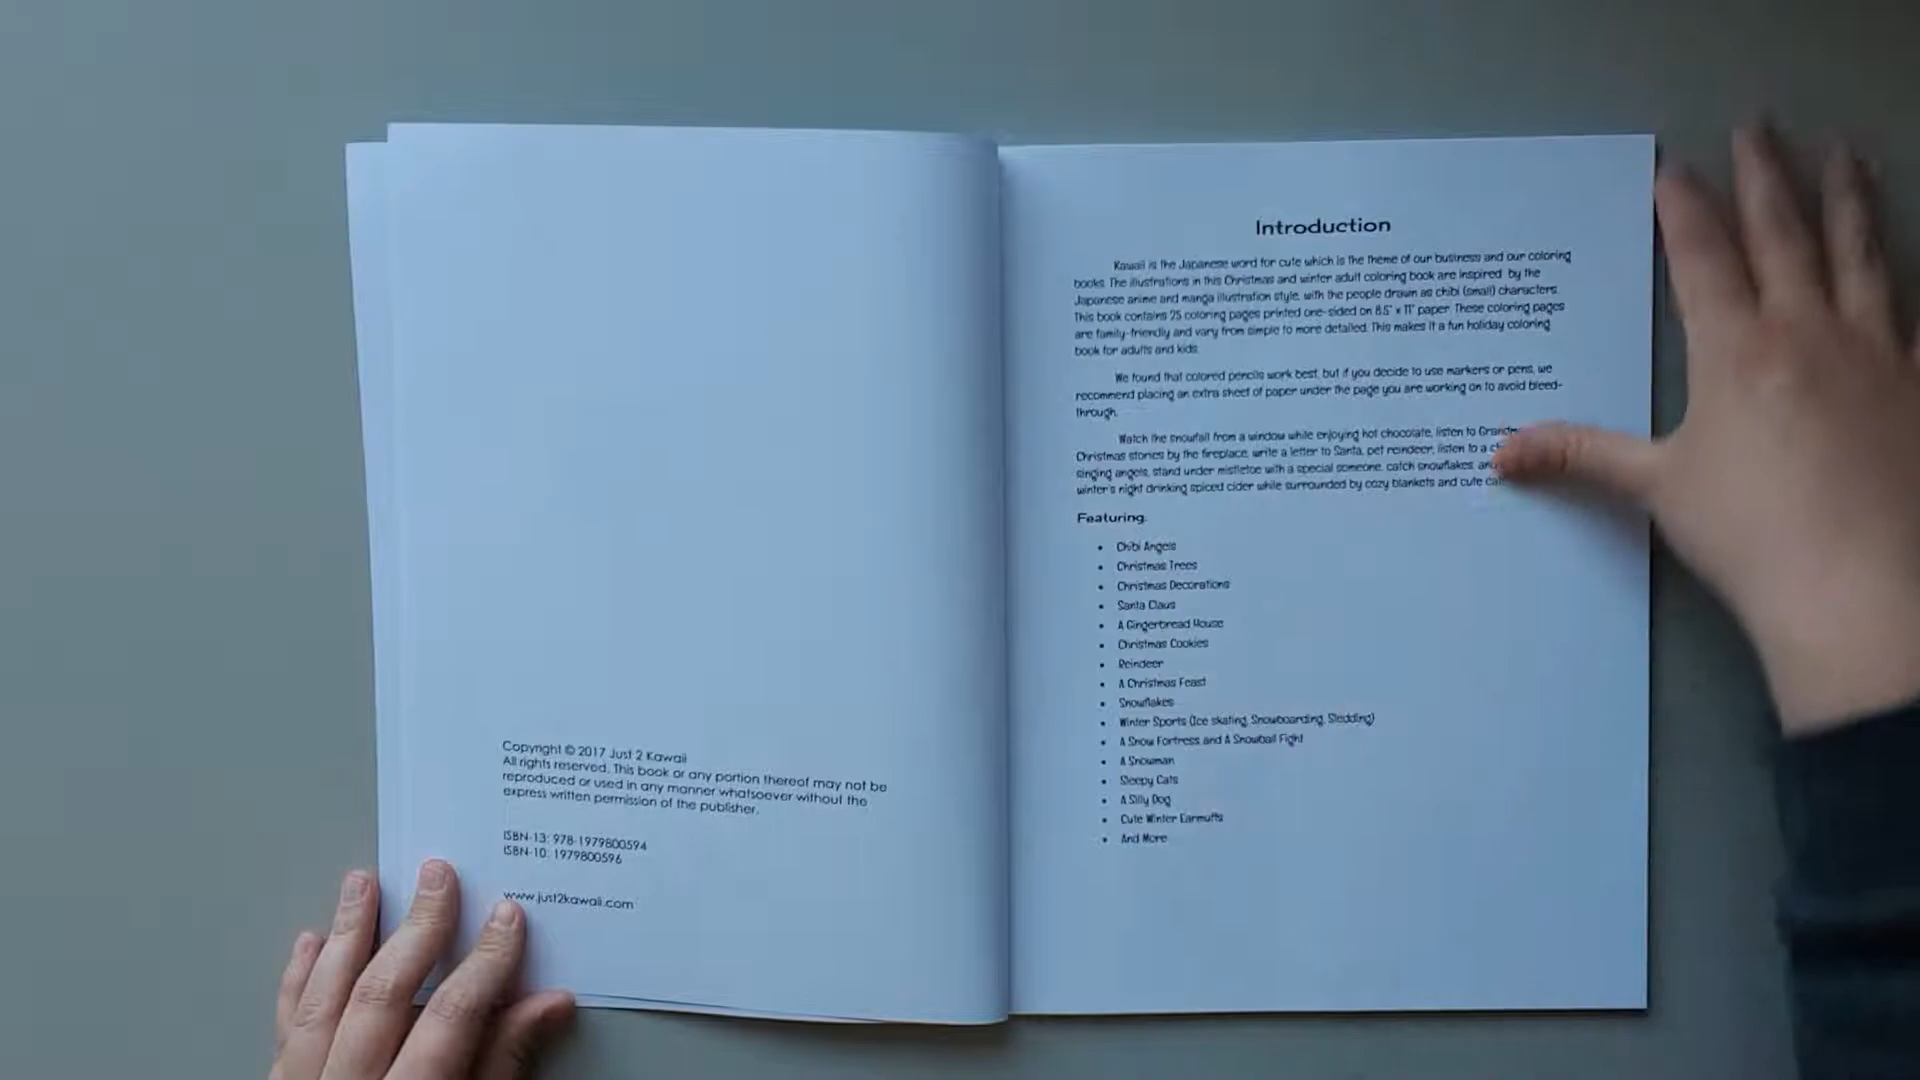 Copyright © 2017 Just 2 Kawaii
All rights reserved. This book or any portion thereof may not be
reproduced or used in any manner whatsoever without the
express written permission of the publisher.
ISBN-13: 978-1979800594
ISBN-10: 1979800596
www.just2kawaii.com
Introduction
Kawaii is the Japanese word for cute which is the theme of our business and our coloring
books. The illustrations in this Christmas and winter adult coloring book are inspired by the
Japanese anime and manga illustration style, with the people drawn as chibi (small) characters.
This book contains 25 coloring pages printed one-sided on 8.5" x 11" paper. These coloring pages
are family-friendly and vary from simple to more detailed. This makes it a fun holiday coloring
book for adults and kids.
We found that colored pencils work best, but if you decide to use markers or pens, we
recommend placing an extra sheet of paper under the page you are working on to avoid bleed-
through.
Watch the snowfall from a window while enjoying hot chocolate, listen to
Christmas stories by the fireplace, write a letter to Santa, pet reindeer, listen to a
singing angels, stand under mistletoe with a special someone, catch snowflakes, and
winter's night drinking spiced cider while surrounded by cozy blankets and cute
Featuring:
• Chibi Angels
• Christmas Trees
• Christmas Decorations
• Santa Claus
• A Gingerbread House
• Christmas Cookies
• Reindeer
• A Christmas Feast
• Snowflakes
• Winter Sports (Ice skating, Snowboarding, Sledding)
• A Snow Fortress and A Snowball Fight
• A Snowman
• Sleepy Cats
• A Silly Dog
• Cute Winter Earmuffs
• And More